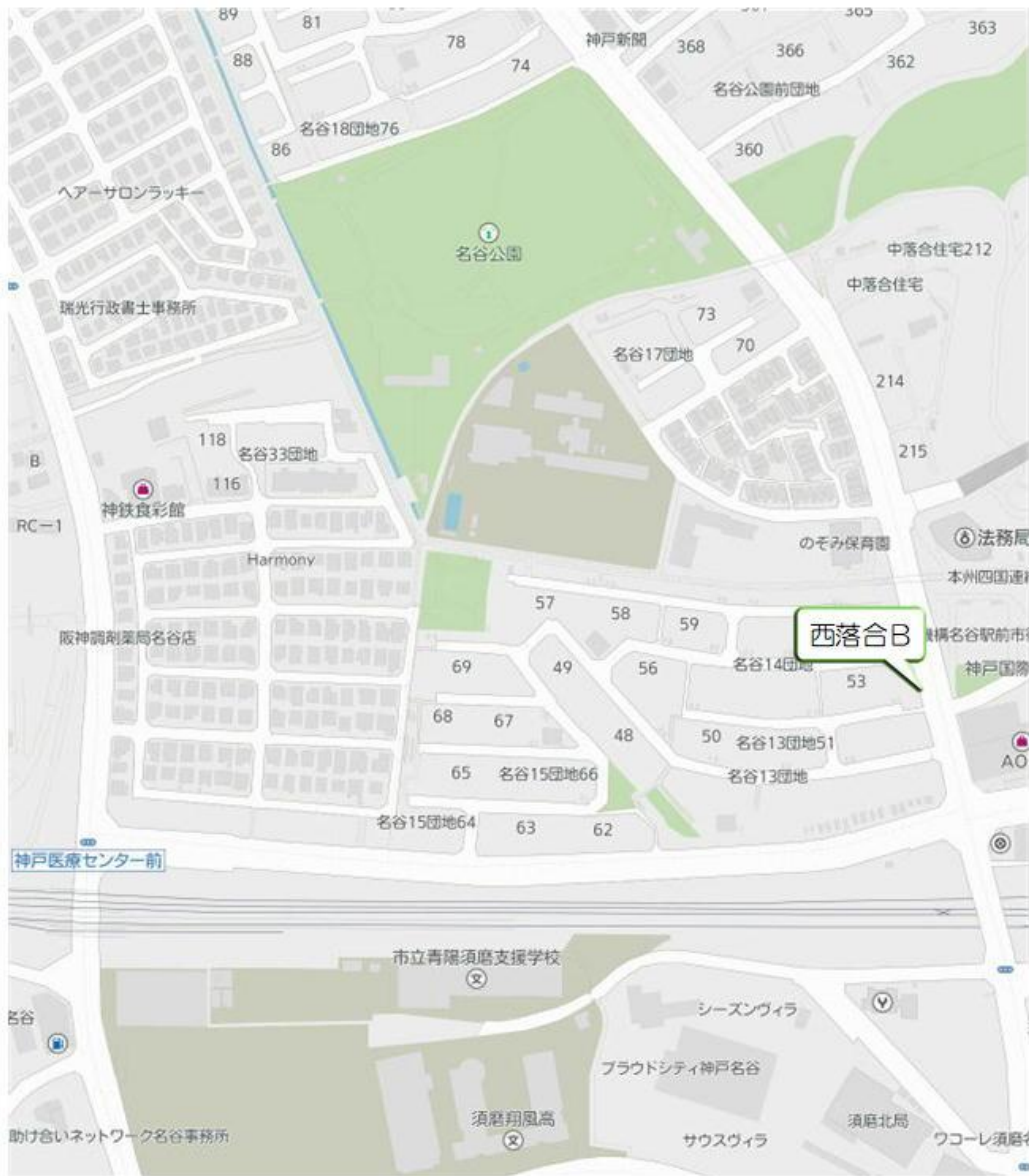 89
81
78
神戸新聞
368
366
365
363
88
74
362
名谷公園前団地
名谷18団地76
86
360
ヘアーサロンラッキー
名谷公園
中落合住宅212
中落合住宅
瑞光行政書士事務所
73
名谷17団地
70
214
118
名谷33団地
215
B
116
神鉄食彩館
RC-1
のぞみ保育園
法務局
Harmony
本州四国連
57
58
59
西落合B
機構名谷駅前市
阪神調剤薬局名谷店
69
49
56
名谷14団地
神戸国際
53
68
67
48
50
名谷13団地51
AO
65
名谷15団地66
名谷13団地
名谷15団地64
63
62
神戸医療センター前
市立青陽須磨支援学校
シーズンヴィラ
名谷
プラウドシティ神戸名谷
須磨翔風高
須磨北局
助け合いネットワーク名谷事務所
サウスヴィラ
ワコーレ須磨